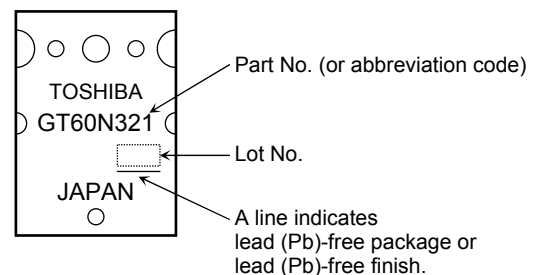 TOSHIBA
GT60N321
JAPAN
Part No. (or abbreviation code)
Lot No.
A line indicates
lead (Pb)-free package or
lead (Pb)-free finish.